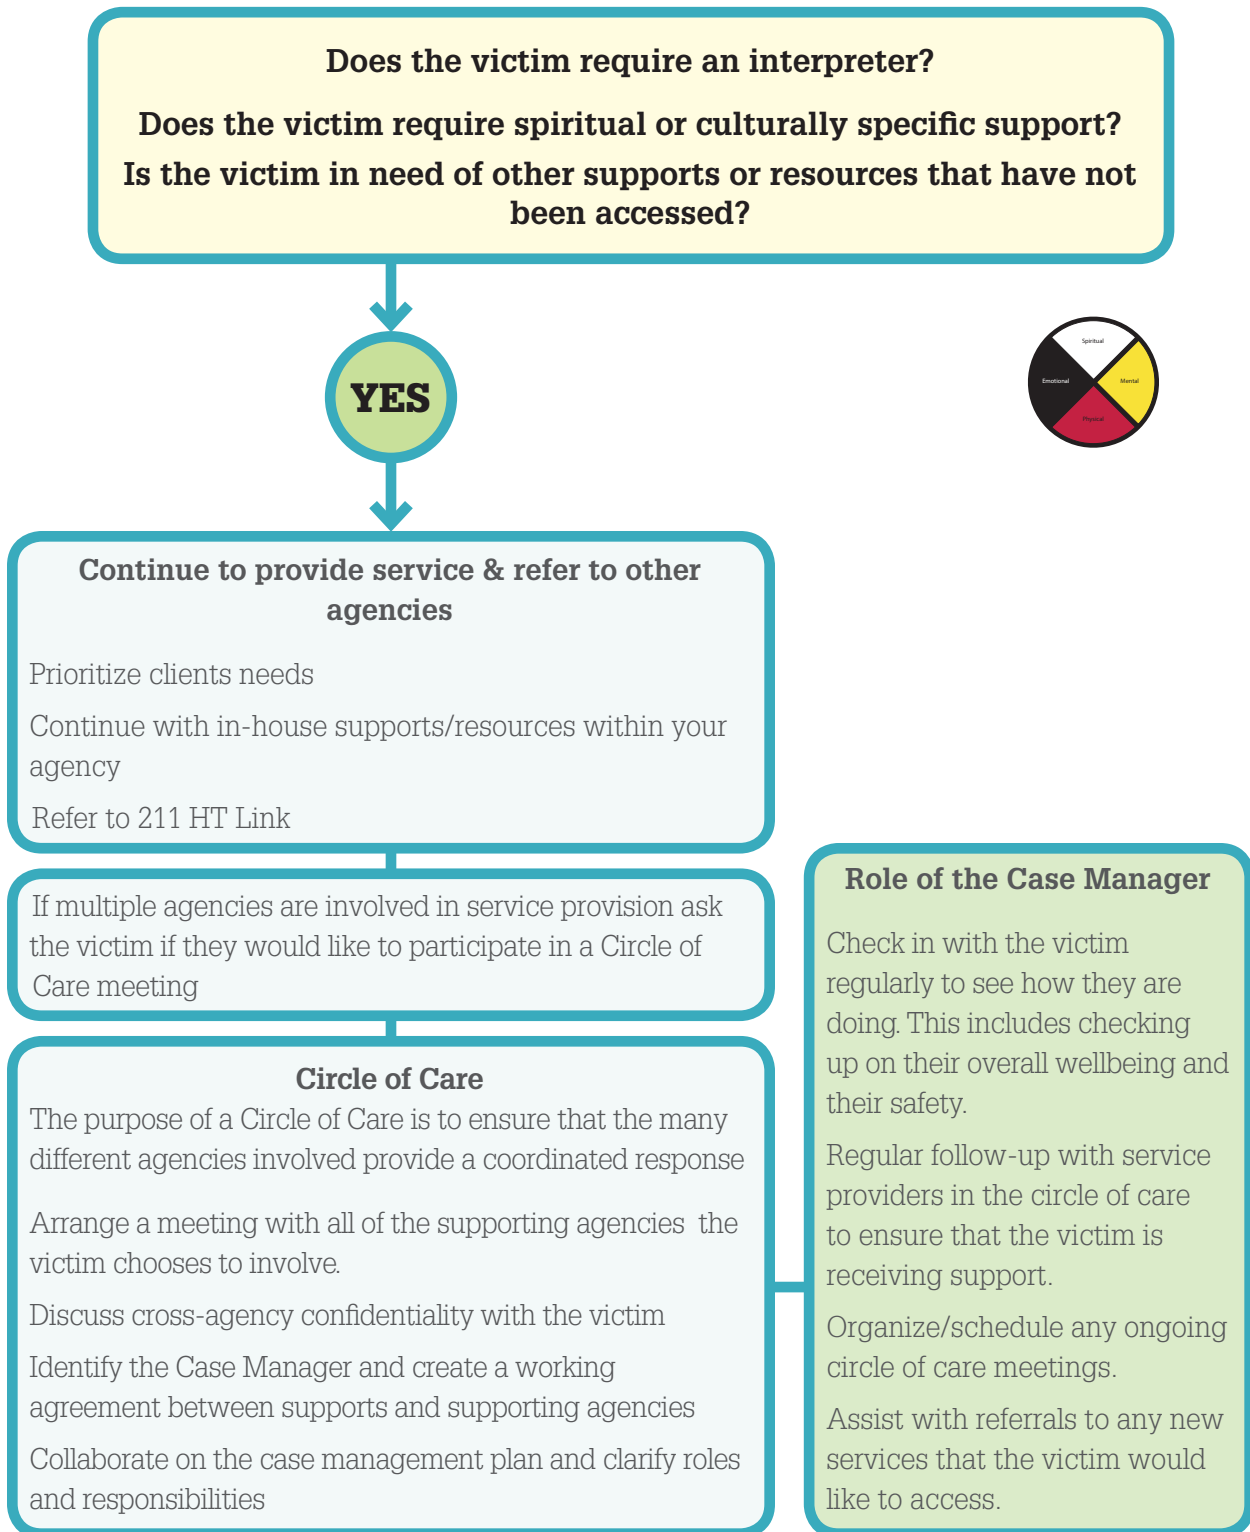 Does the victim require an interpreter?
Does the victim require spiritual or culturally specific support?
Is the victim in need of other supports or resources that have not
been accessed?
YES
Spiritual
Emotional
Mental
Physical
Continue to provide service & refer to other
agencies
Prioritize clients needs
Continue with in-house supports/resources within your
agency
Refer to 211 HT Link
If multiple agencies are involved in service provision ask
the victim if they would like to participate in a Circle of
Care meeting
Circle of Care
The purpose of a Circle of Care is to ensure that the many
different agencies involved provide a coordinated response
Arrange a meeting with all of the supporting agencies the
victim chooses to involve.
Discuss cross-agency confidentiality with the victim
Identify the Case Manager and create a working
agreement between supports and supporting agencies
Collaborate on the case management plan and clarify roles
and responsibilities
Role of the Case Manager
Check in with the victim
regularly to see how they are
doing. This includes checking
up on their overall wellbeing and
their safety.
Regular follow-up with service
providers in the circle of care
to ensure that the victim is
receiving support.
Organize/schedule any ongoing
circle of care meetings.
Assist with referrals to any new
services that the victim would
like to access.